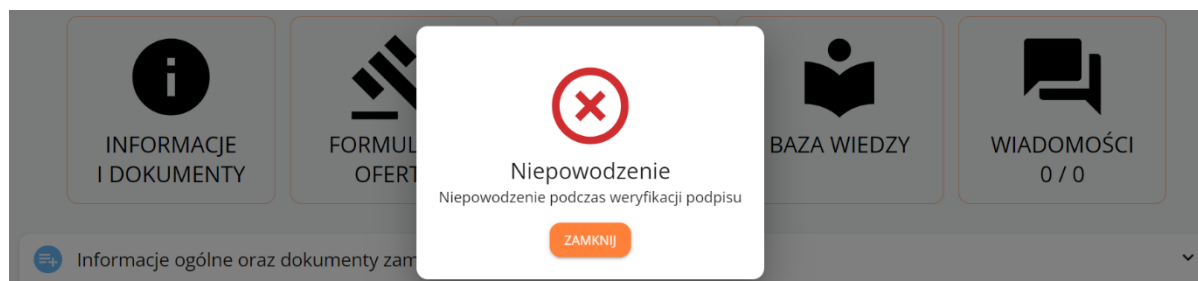 INFORMACJE
I DOKUMENTY
FORMUL
OFERT
BAZA WIEDZY
WIADOMOŚCI
0 / 0
Niepowodzenie
Niepowodzenie podczas weryfikacji podpisu
ZAMKNIJ
Informacje ogólne oraz dokumenty zam